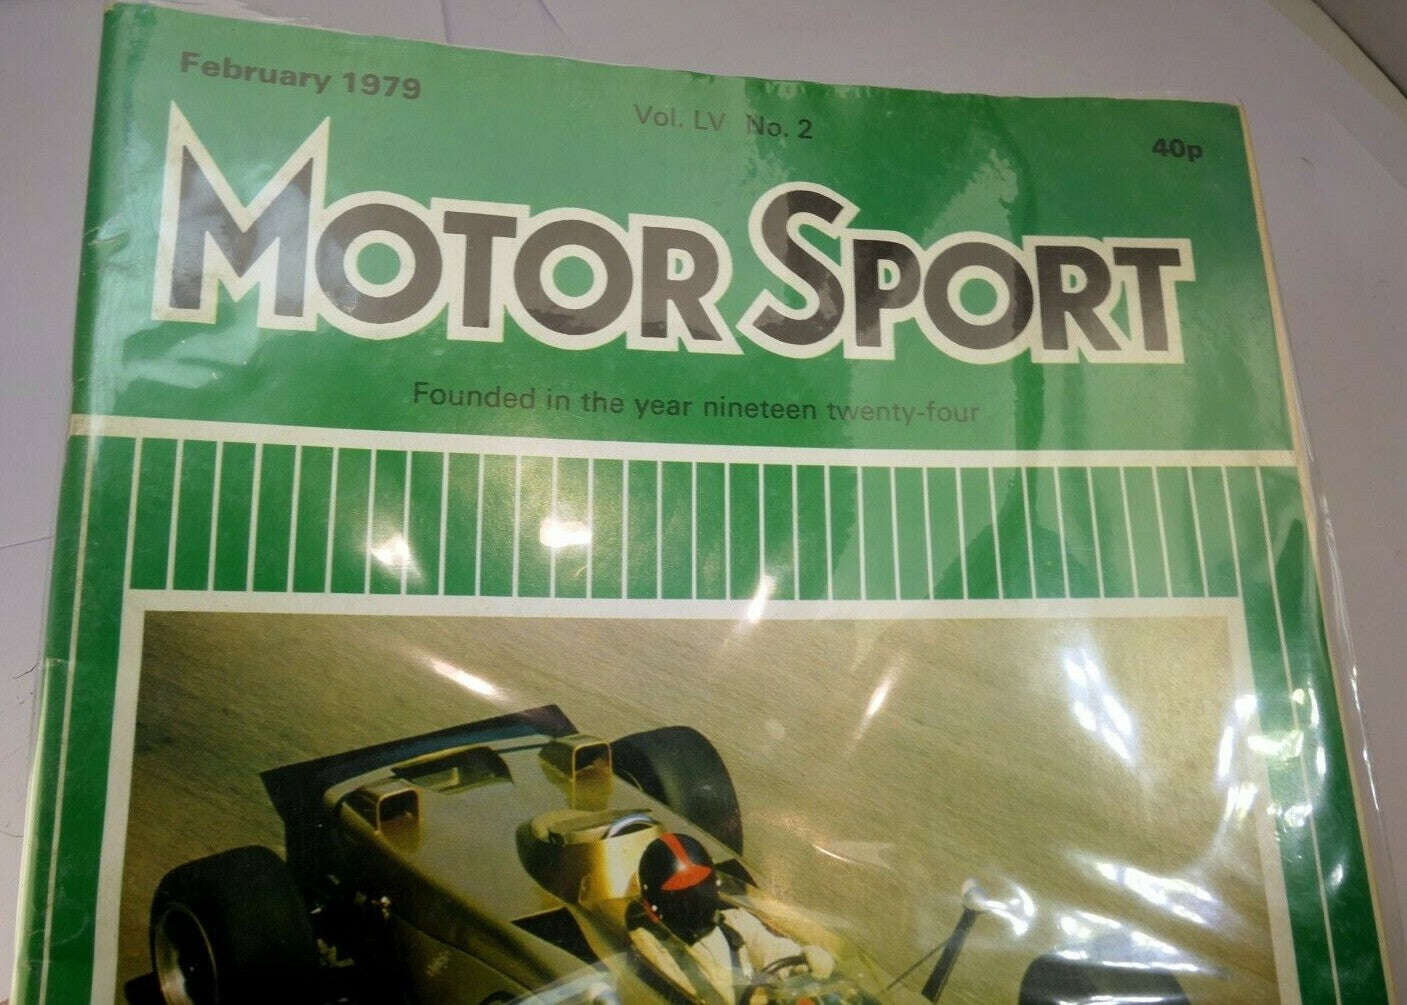 February 1979
Vol. LV No. 2
40p
MOTOR SPORT
Founded in the year nineteen twenty-four